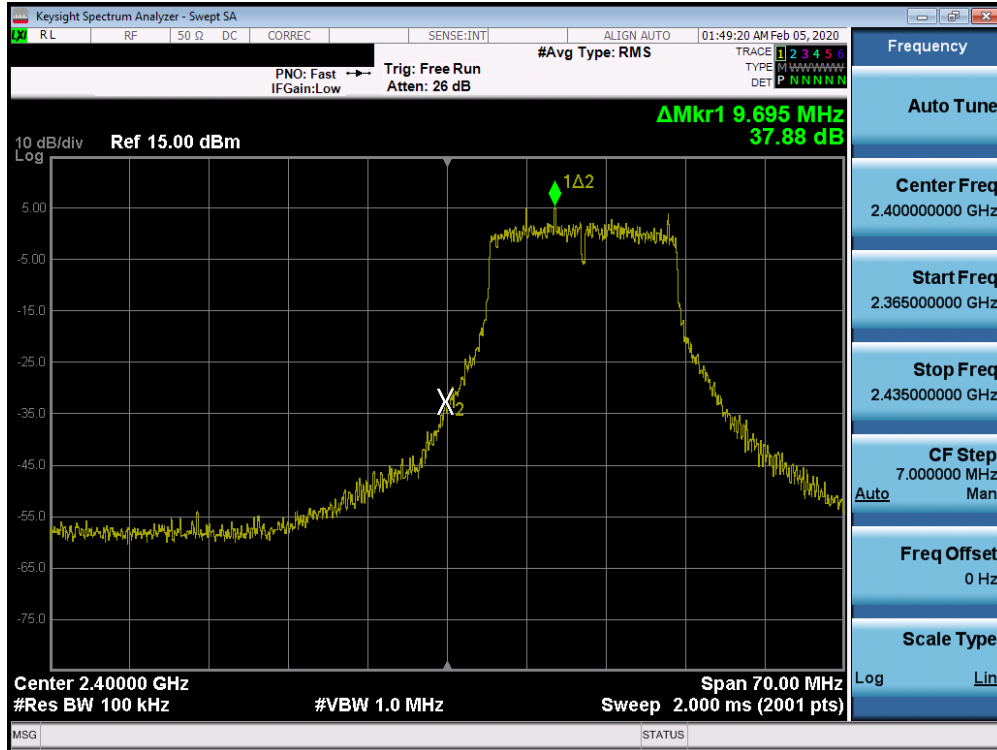 Keysight Spectrum Analyzer - Swept SA
LXI RL RF 50 Ω DC CORREC SENSE:INT ALIGN AUTO 01:49:20 AM Feb 05, 2020
PNO: Fast
IFGain:Low
Trig: Free Run
Atten: 26 dB
#Avg Type: RMS
TRACE 1 2 3 4 5 6
TYPE M W W W W W
DET P N N N N N
ΔMkr1 9.695 MHz
37.88 dB
10 dB/div Ref 15.00 dBm
Log
1Δ2
5.00
-5.00
-15.0
-25.0
-35.0
2
-45.0
-55.0
-65.0
-75.0
Center 2.40000 GHz Span 70.00 MHz
#Res BW 100 kHz #VBW 1.0 MHz Sweep 2.000 ms (2001 pts)
MSG STATUS
Frequency
Auto Tune
Center Freq
2.400000000 GHz
Start Freq
2.365000000 GHz
Stop Freq
2.435000000 GHz
CF Step
7.000000 MHz
Auto Man
Freq Offset
0 Hz
Scale Type
Log Lin